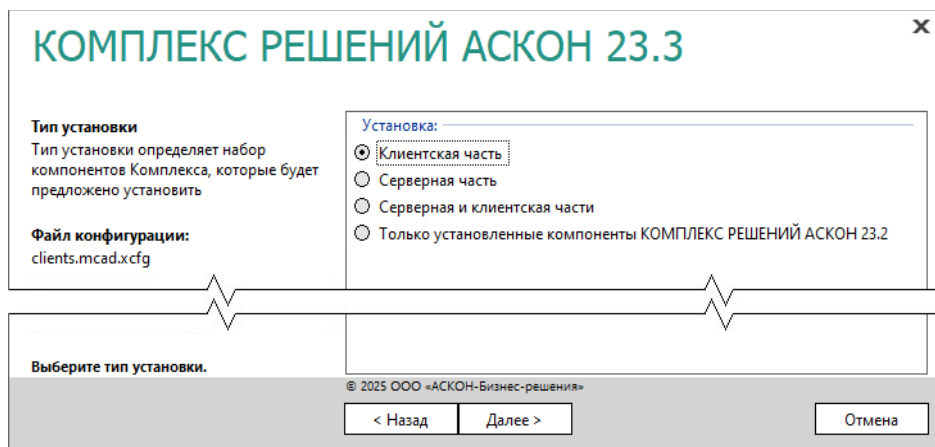 КОМПЛЕКС РЕШЕНИЙ АСКОН 23.3
x
Тип установки
Тип установки определяет набор
компонентов Комплекса, которые будет
предложено установить
Файл конфигурации:
clients.mcad.xcfg
Установка:
Клиентская часть
Серверная часть
Серверная и клиентская части
Только установленные компоненты КОМПЛЕКС РЕШЕНИЙ АСКОН 23.2
Выберите тип установки.
© 2025 ООО «АСКОН-Бизнес-решения»
< Назад
Далее >
Отмена